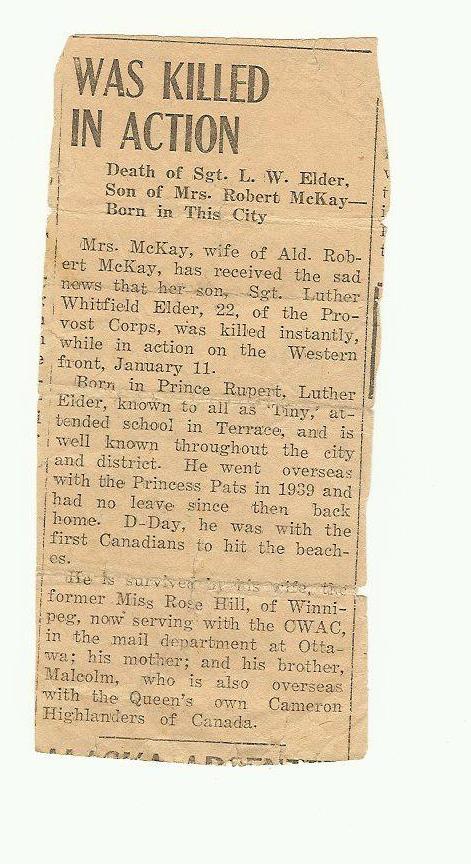 WAS KILLED
IN ACTION
Death of Sgt. L. W. Elder,
Son of Mrs. Robert McKay—
Born in This City
Mrs. McKay, wife of Ald. Rob-
ert McKay, has received the sad
news that her son, Sgt. Luther
Whitfield Elder, 22, of the Pro-
vost Corps, was killed instantly,
while in action on the Western
front, January 11.
Born in Prince Rupert, Luther
Elder, known to all as 'Tiny,' at-
tended school in Terrace, and is
well known throughout the city
and district. He went overseas
with the Princess Pats in 1939 and
had no leave since then back
home. D-Day, he was with the
first Canadians to hit the beach-
es.
He is survived by his wife, the
former Miss Rose Hill, of Winni-
peg, now serving with the CWAC,
in the mail department at Otta-
wa; his mother; and his brother,
Malcolm, who is also overseas
with the Queen's own Cameron
Highlanders of Canada.